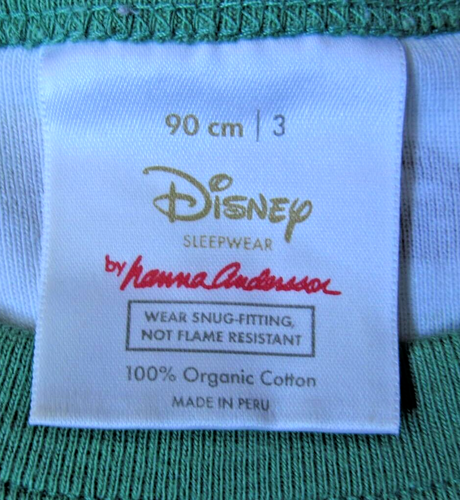 90 cm | 3
Disney
SLEEPWEAR
by hanna andersson
WEAR SNUG-FITTING,
NOT FLAME RESISTANT
100% Organic Cotton
MADE IN PERU